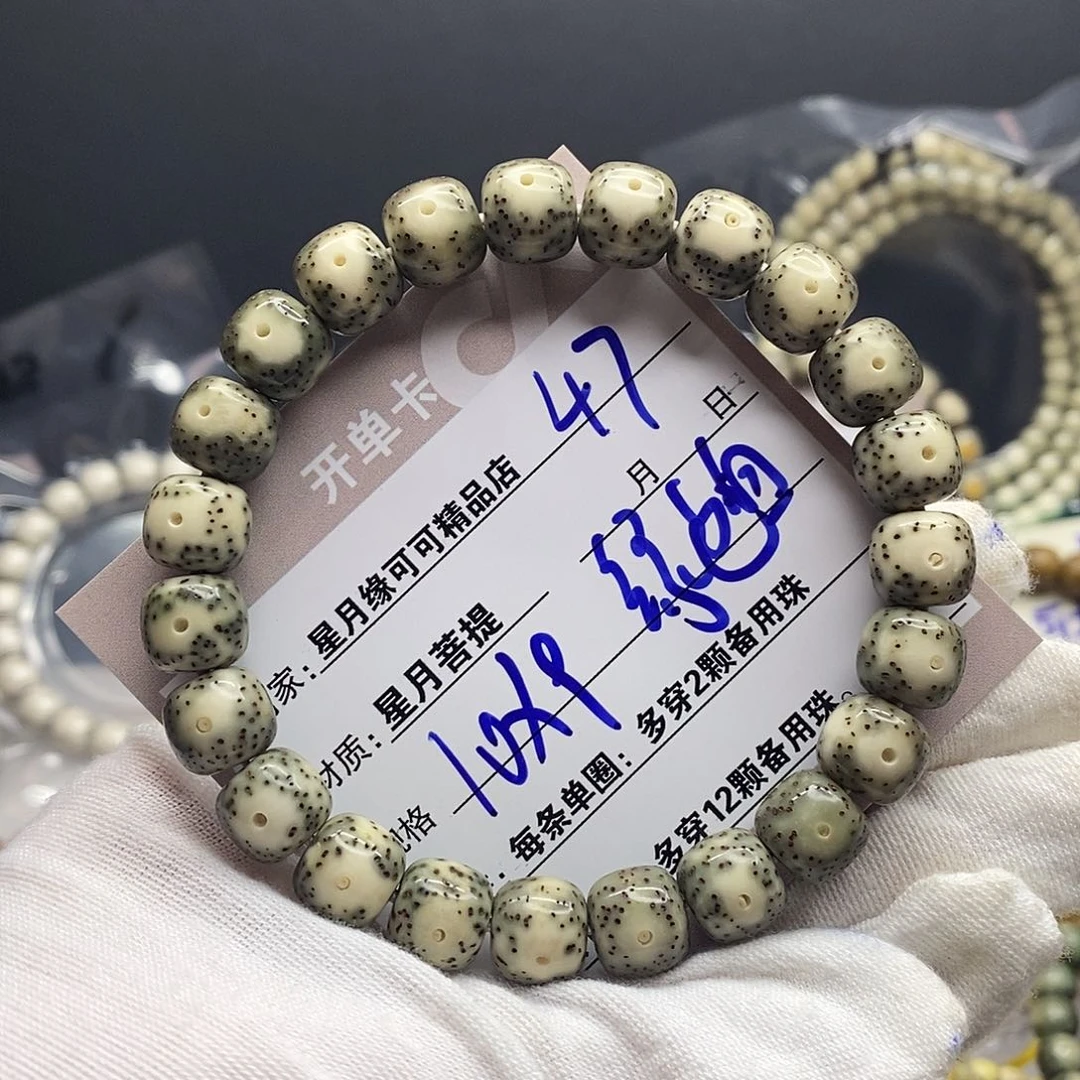 开单卡
47
家：星月缘可可精品店
月 日
材质：星月菩提
规格 10X9
每条单圈：多穿2颗备用珠
多穿12颗备用珠。